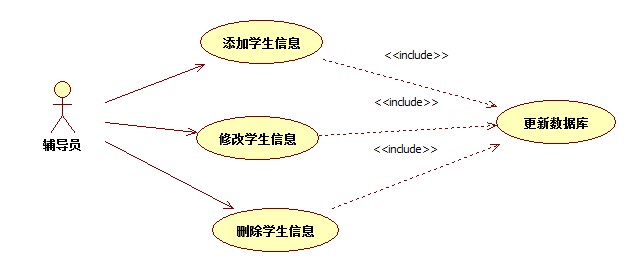 添加学生信息
<<include>>
<<include>>
修改学生信息
更新数据库
辅导员
<<include>>
删除学生信息